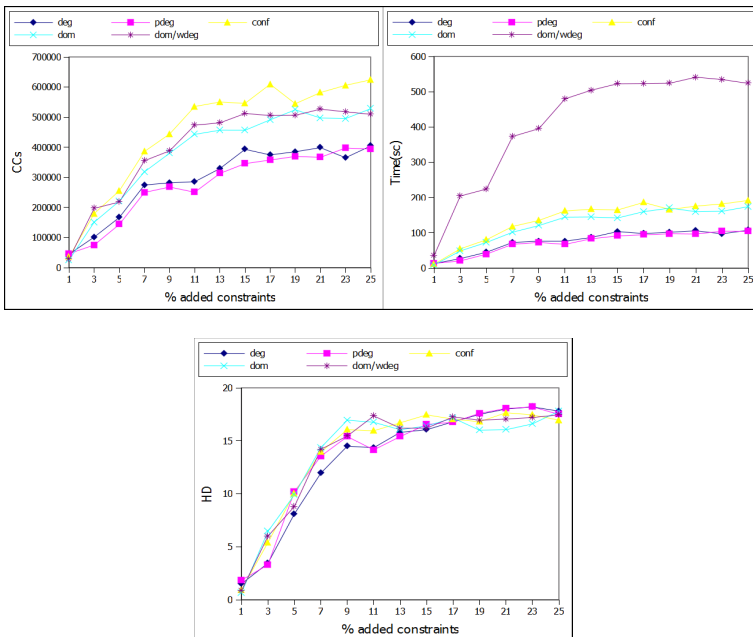 deg pdeg conf
dom dom/wdeg
700000
600000
500000
400000
300000
200000
100000
0
CCs
1 3 5 7 9 11 13 15 17 19 21 23 25
% added constraints
deg pdeg conf
dom dom/wdeg
600
500
400
300
200
100
0
Time(sc)
1 3 5 7 9 11 13 15 17 19 21 23 25
% added constraints
deg pdeg conf
dom dom/wdeg
20
15
10
5
0
HD
1 3 5 7 9 11 13 15 17 19 21 23 25
% added constraints